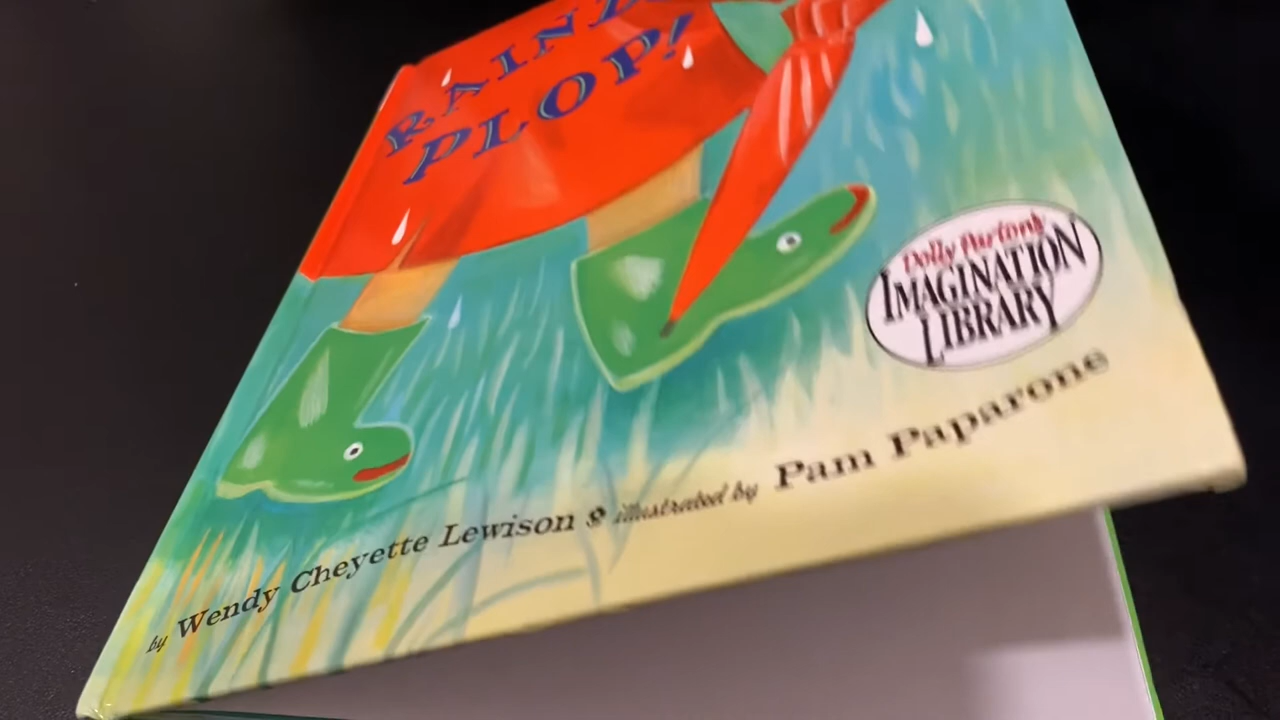 PLOP!
Dolly Parton's
IMAGINATION
LIBRARY
by Wendy Cheyette Lewison illustrated by Pam Paparone